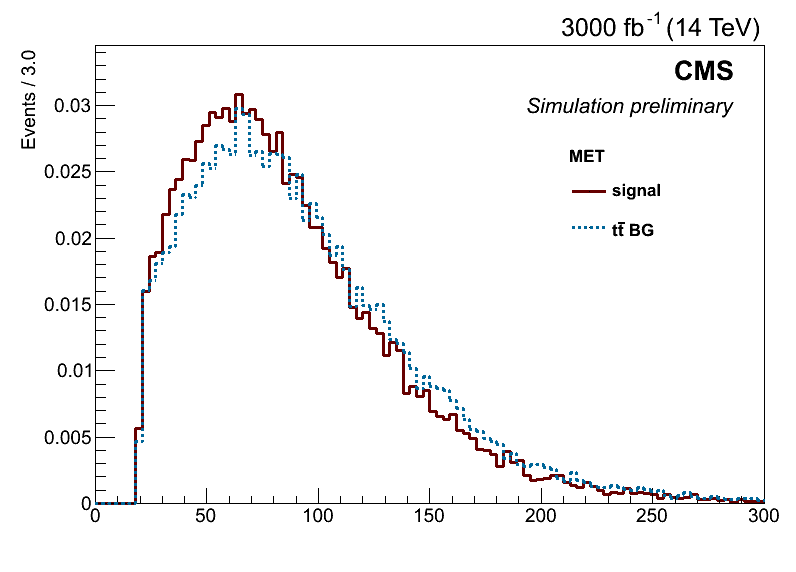 3000 fb⁻¹ (14 TeV)
Events / 3.0
CMS
Simulation preliminary
MET
signal
tt̄ BG
0.03
0.025
0.02
0.015
0.01
0.005
0
0 50 100 150 200 250 300